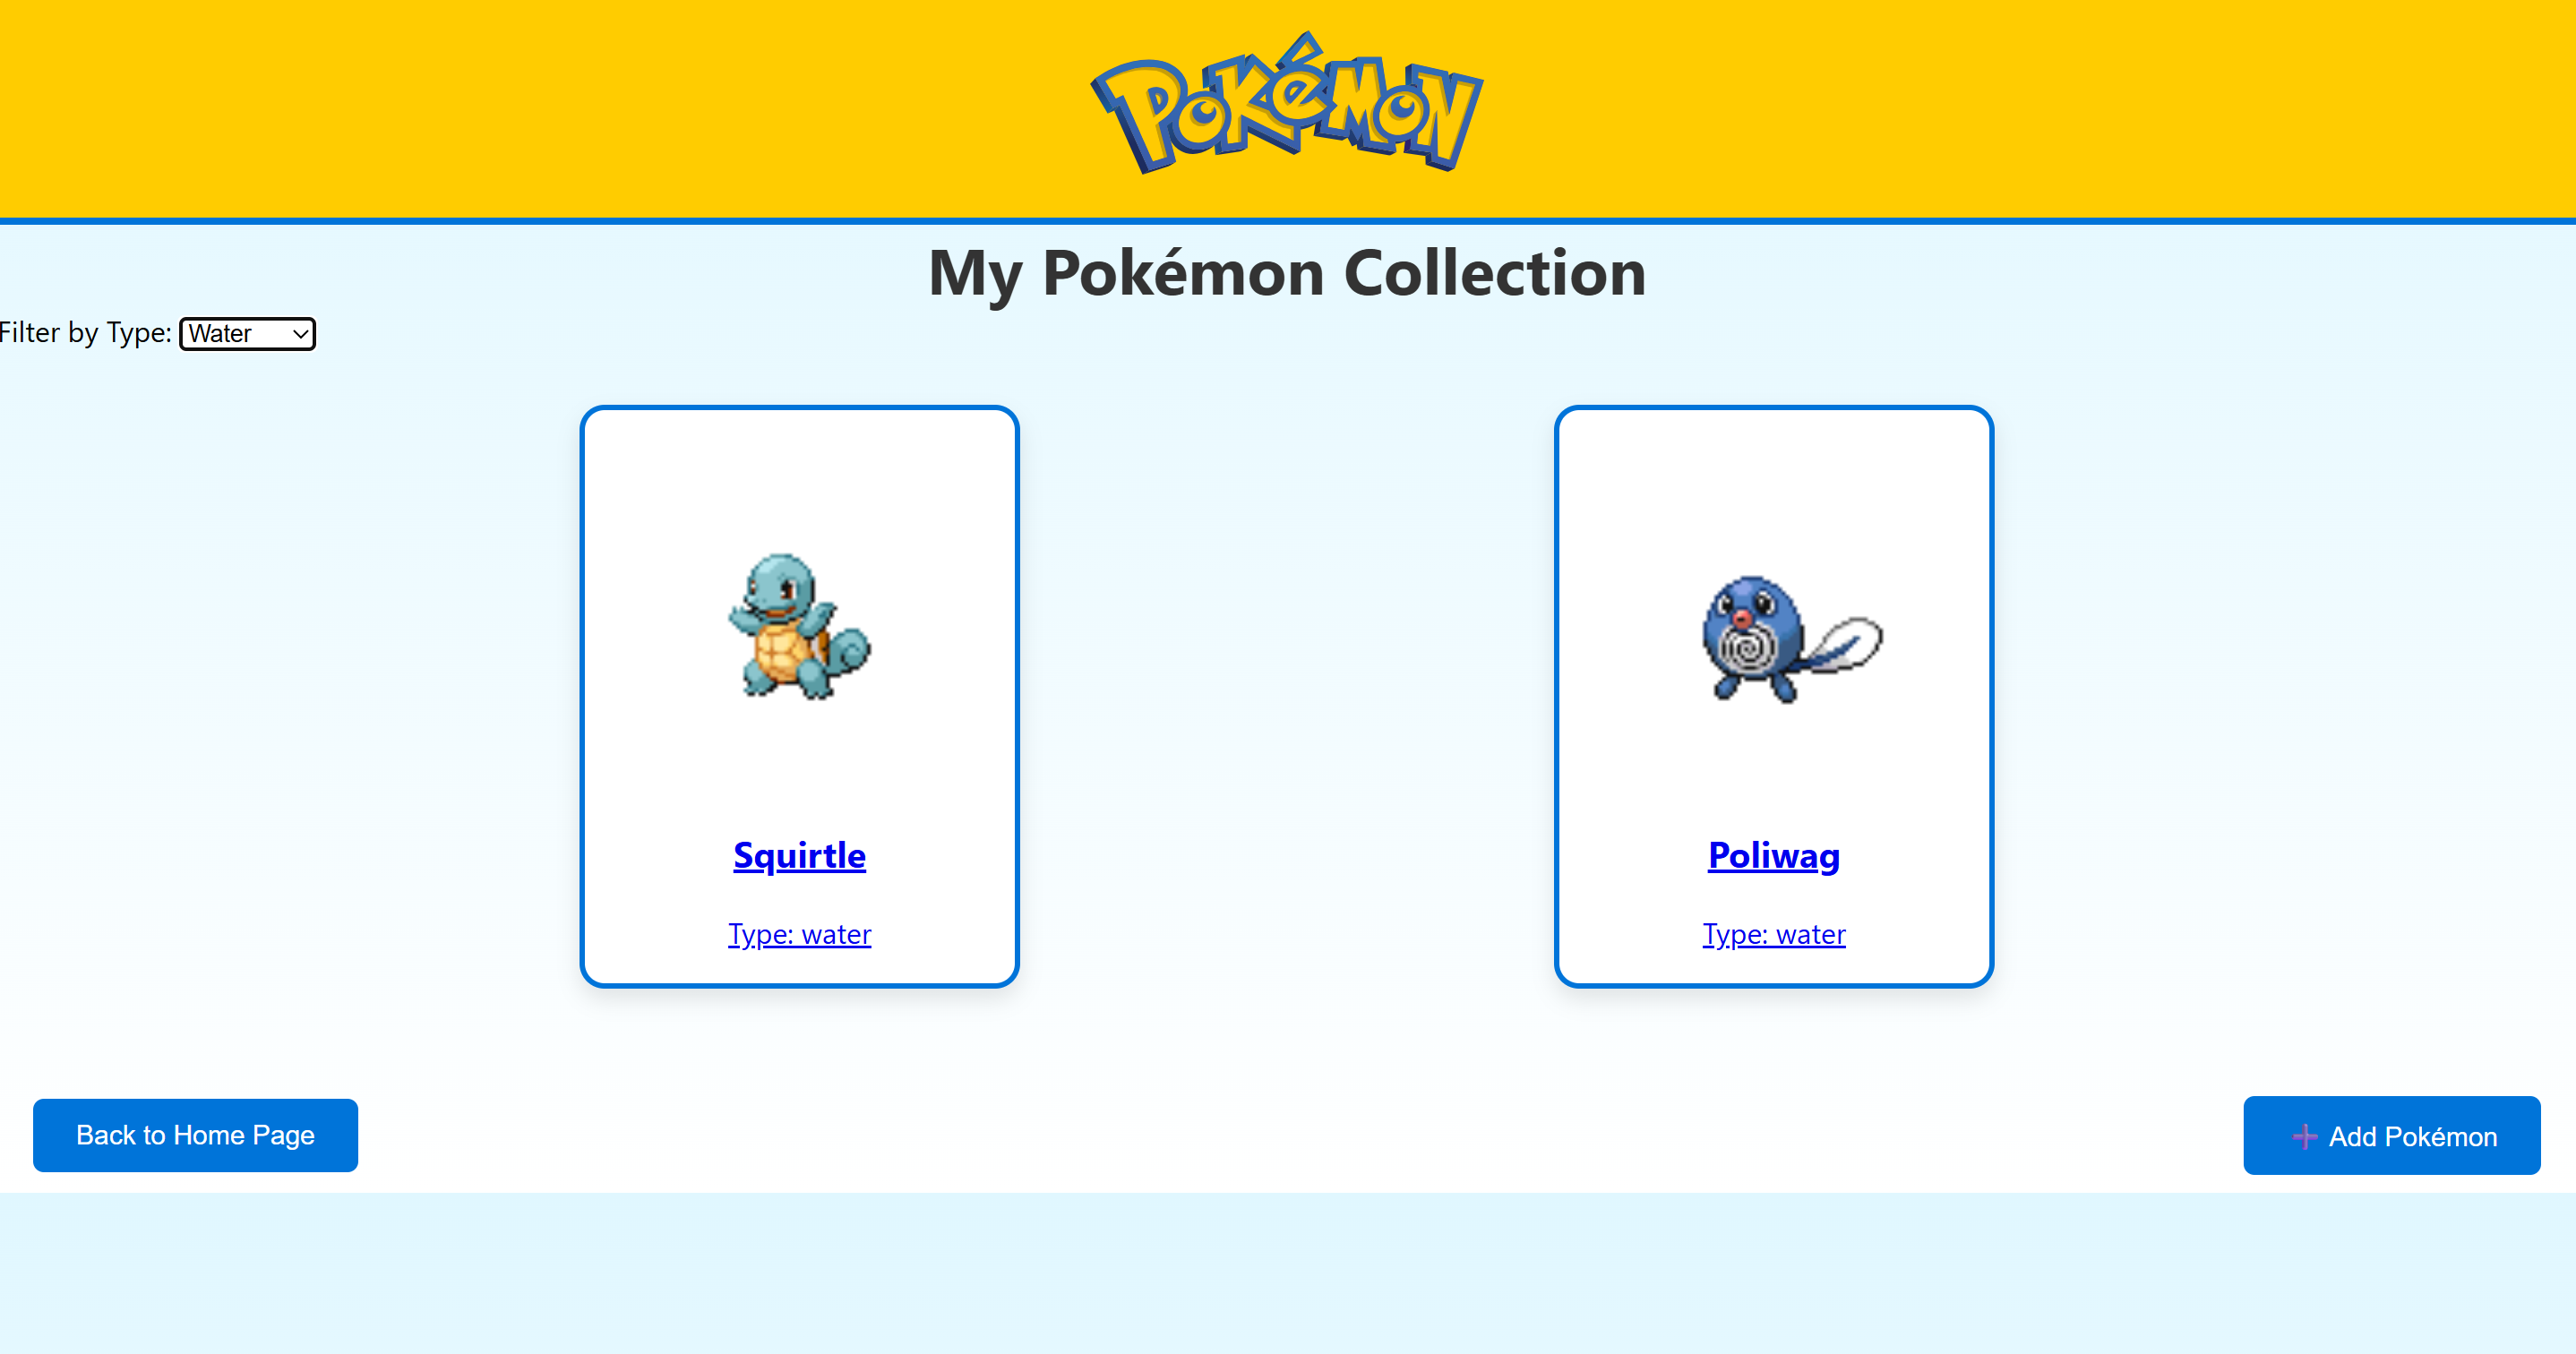 Pokémon
My Pokémon Collection
Filter by Type: Water
Squirtle
Type: water
Poliwag
Type: water
Back to Home Page
➕ Add Pokémon